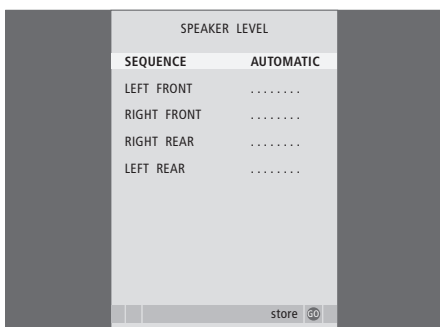 SPEAKER LEVEL
SEQUENCE AUTOMATIC
LEFT FRONT ........
RIGHT FRONT ........
RIGHT REAR ........
LEFT REAR ........
store GO